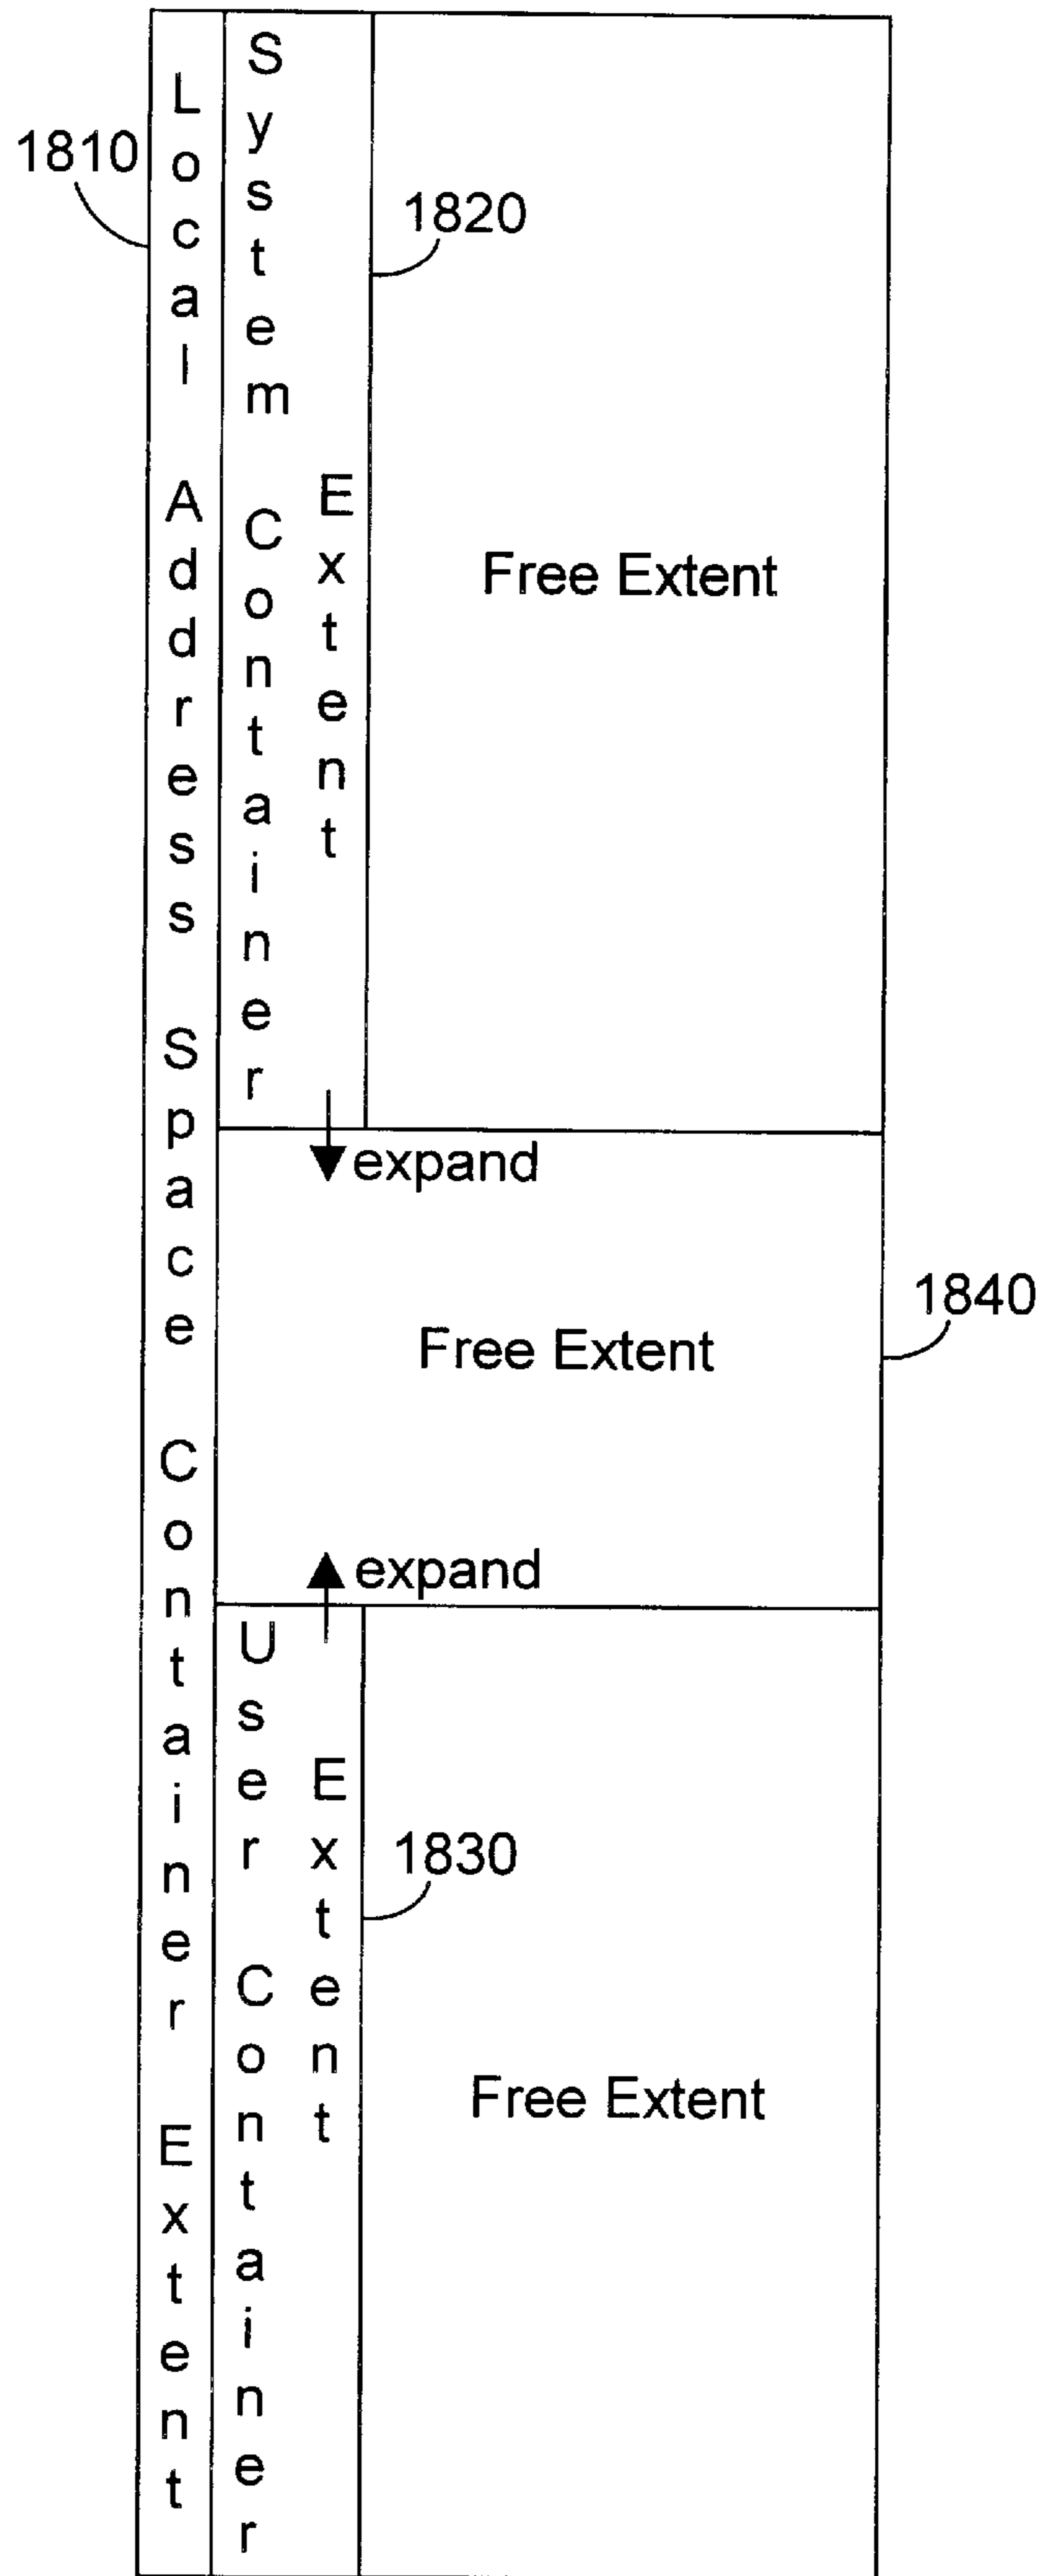 1810
Local Address Space Container Extent
System Container
Extent
1820
Free Extent
expand
Free Extent
1840
expand
User Container
Extent
1830
Free Extent